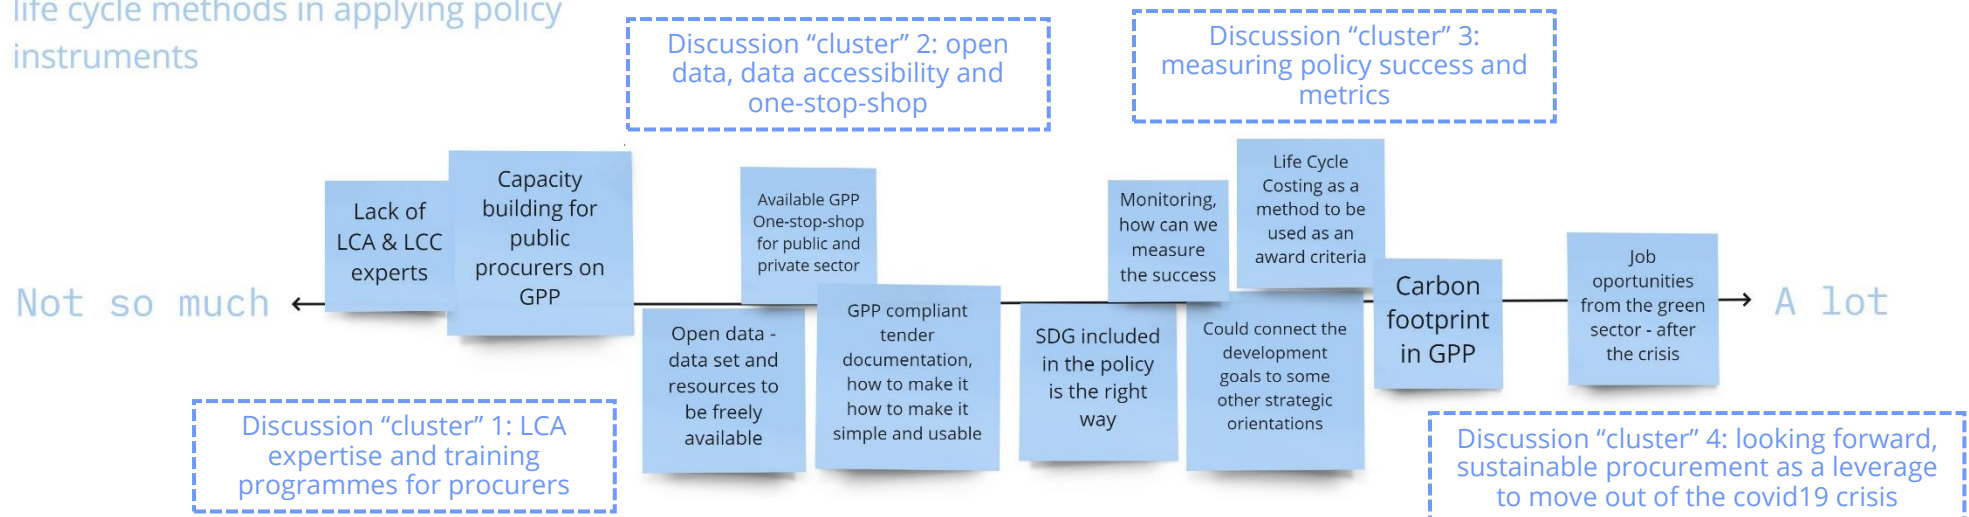 life cycle methods in applying policy
instruments
Discussion “cluster” 2: open
data, data accessibility and
one-stop-shop
Discussion “cluster” 3:
measuring policy success and
metrics
Lack of
LCA & LCC
experts
Capacity
building for
public
procurers on
GPP
Available GPP
One-stop-shop
for public and
private sector
Monitoring,
how can we
measure
the success
Life Cycle
Costing as a
method to be
used as an
award criteria
Carbon
footprint
in GPP
Job
oportunities
from the green
sector - after
the crisis
Not so much
A lot
Open data -
data set and
resources to
be freely
available
GPP compliant
tender
documentation,
how to make it
how to make it
simple and usable
SDG included
in the policy
is the right
way
Could connect the
development
goals to some
other strategic
orientations
Discussion “cluster” 1: LCA
expertise and training
programmes for procurers
Discussion “cluster” 4: looking forward,
sustainable procurement as a leverage
to move out of the covid19 crisis